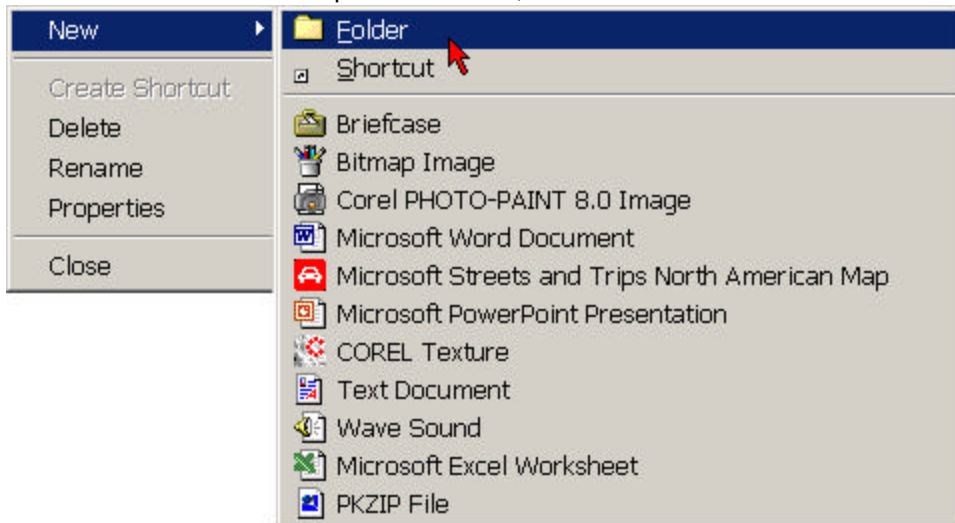 New
Create Shortcut
Delete
Rename
Properties
Close
Folder
Shortcut
Briefcase
Bitmap Image
Corel PHOTO-PAINT 8.0 Image
Microsoft Word Document
Microsoft Streets and Trips North American Map
Microsoft PowerPoint Presentation
COREL Texture
Text Document
Wave Sound
Microsoft Excel Worksheet
PKZIP File